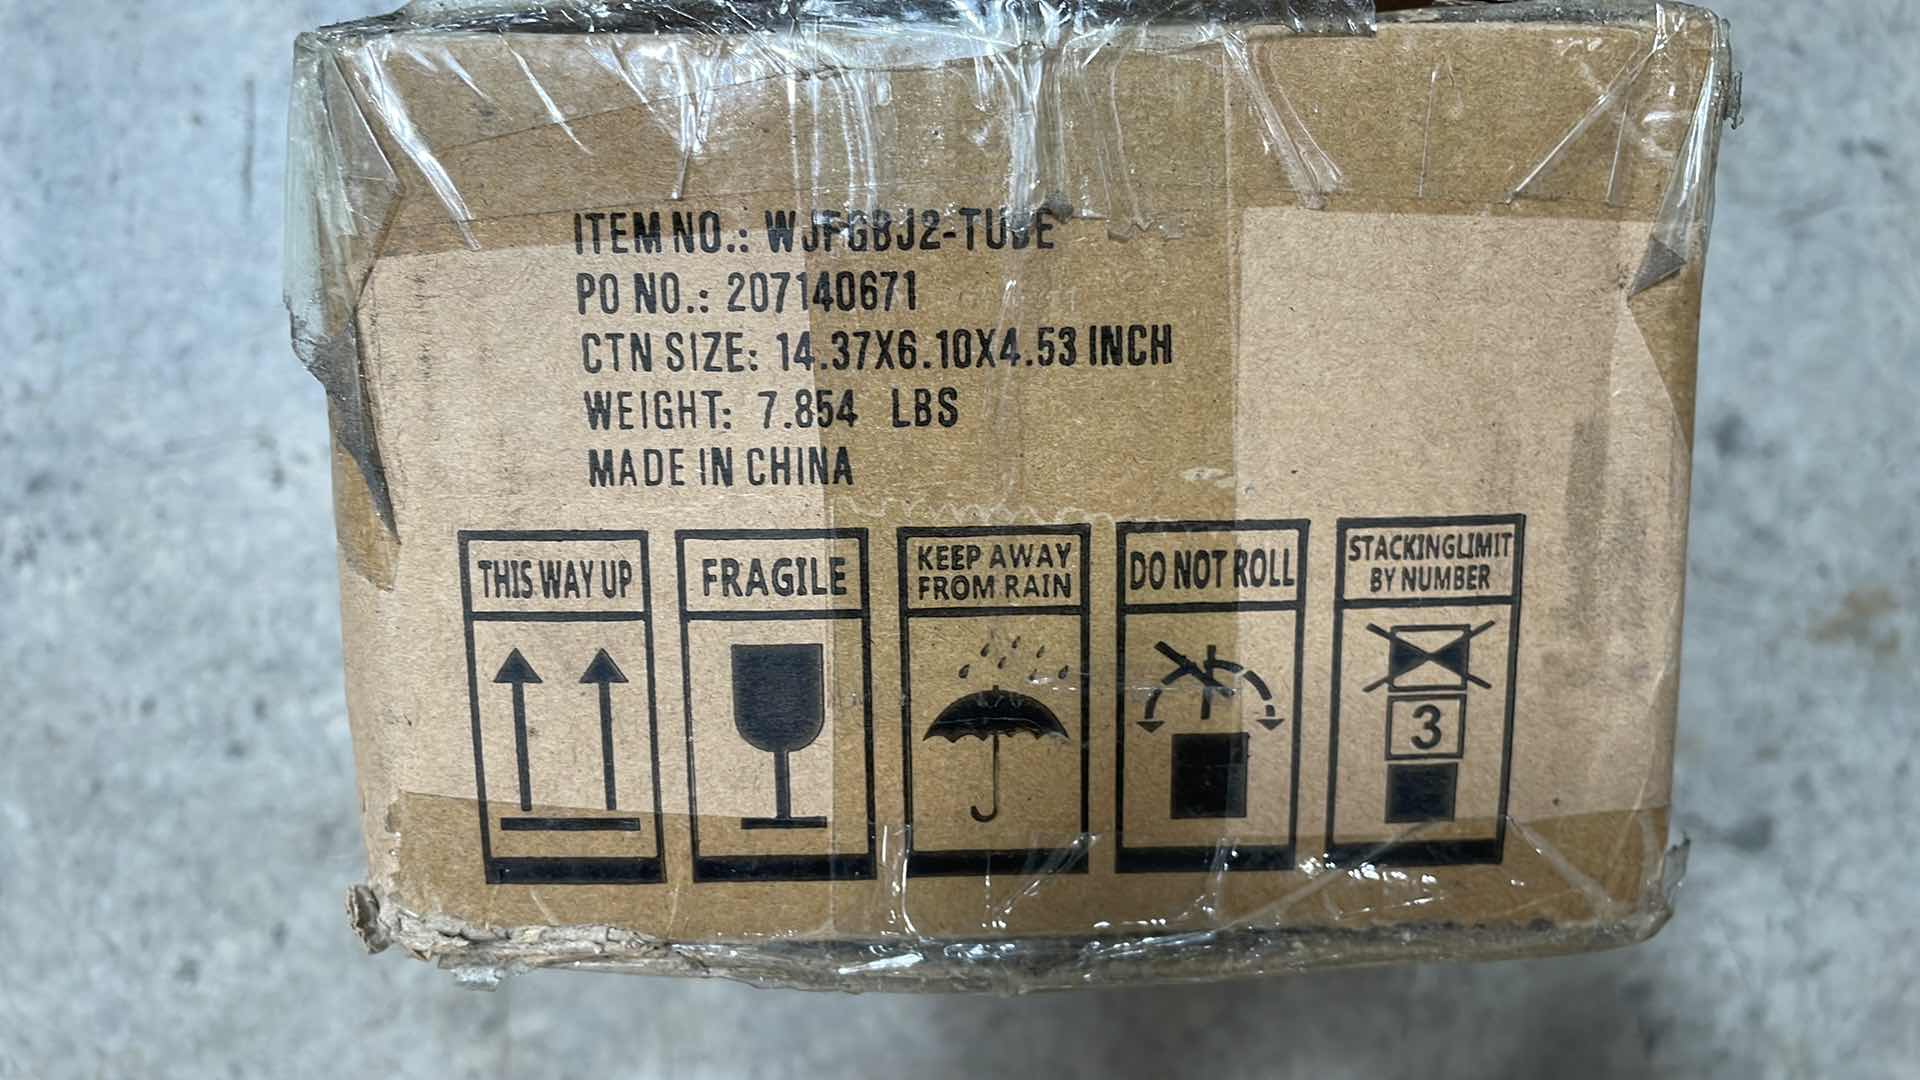 ITEM NO.: WJFGBJ2-TUBE
PO NO.: 207140671
CTN SIZE: 14.37X6.10X4.53 INCH
WEIGHT: 7.854 LBS
MADE IN CHINA
THIS WAY UP
FRAGILE
KEEP AWAY
FROM RAIN
DO NOT ROLL
STACKINGLIMIT
BY NUMBER
3